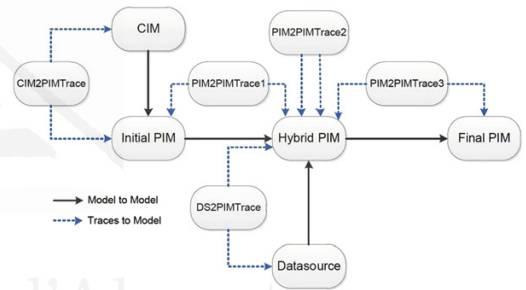 CIM
PIM2PIMTrace2
CIM2PIMTrace
PIM2PIMTrace1
PIM2PIMTrace3
Initial PIM
Hybrid PIM
Final PIM
Model to Model
DS2PIMTrace
Traces to Model
Datasource